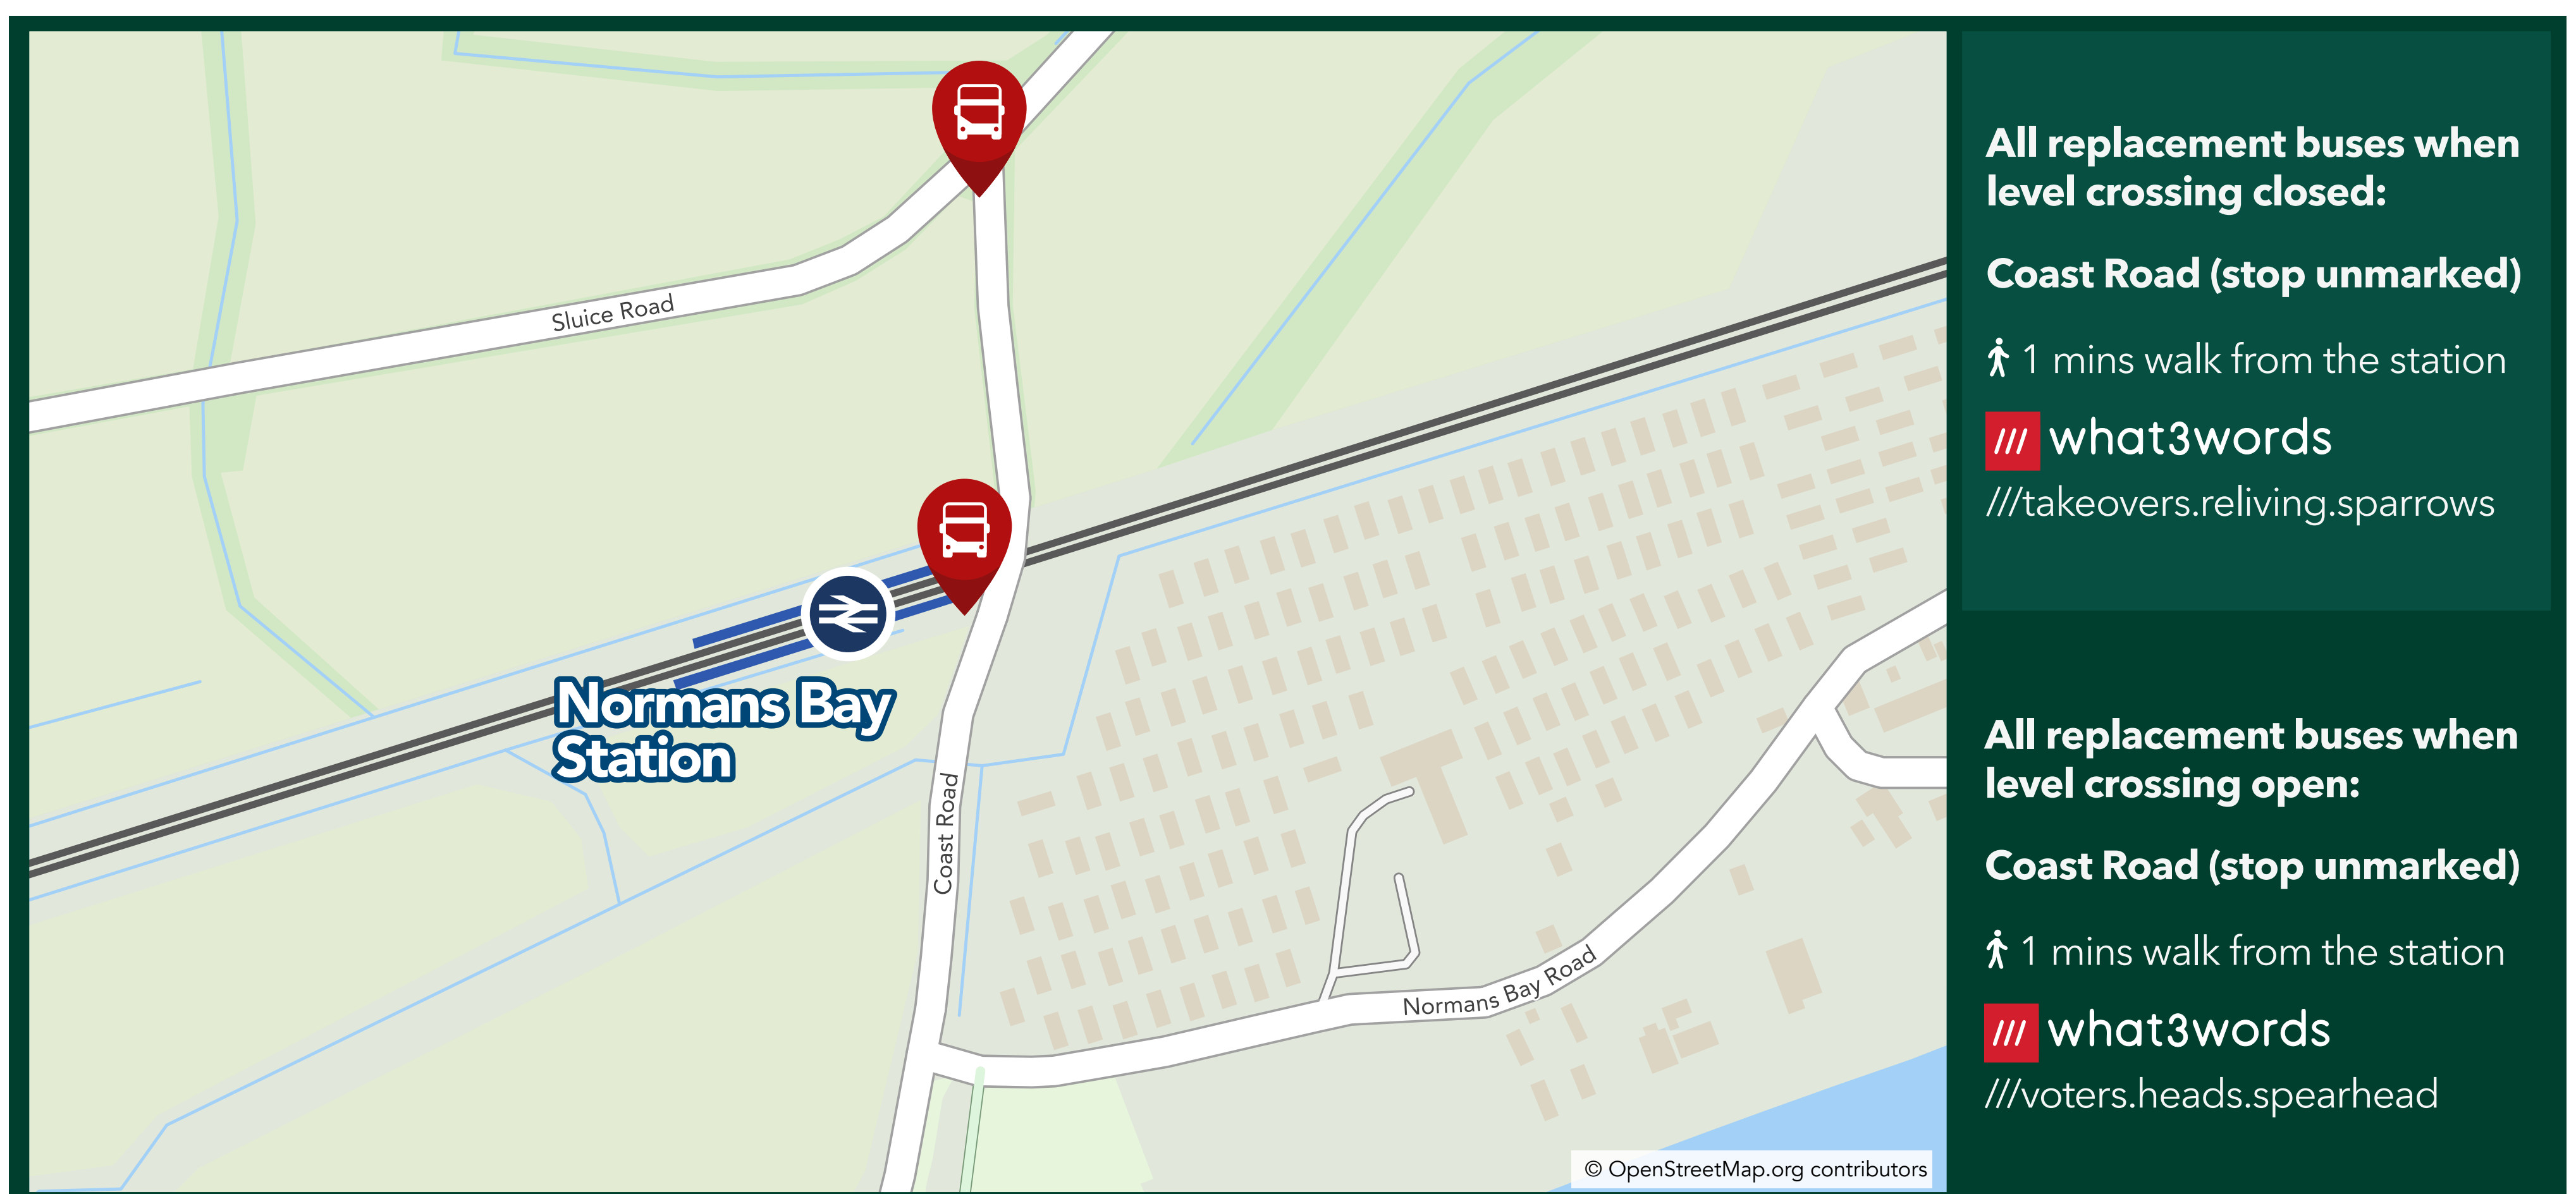 Sluice Road
Normans Bay
Station
Coast Road
Normans Bay Road
© OpenStreetMap.org contributors
All replacement buses when
level crossing closed:
Coast Road (stop unmarked)
1 mins walk from the station
what3words
///takeovers.reliving.sparrows
All replacement buses when
level crossing open:
Coast Road (stop unmarked)
1 mins walk from the station
what3words
///voters.heads.spearhead